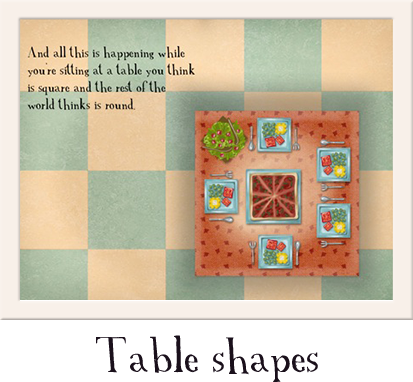 And all this is happening while
you're sitting at a table you think
is square and the rest of the
world thinks is round.
Table shapes